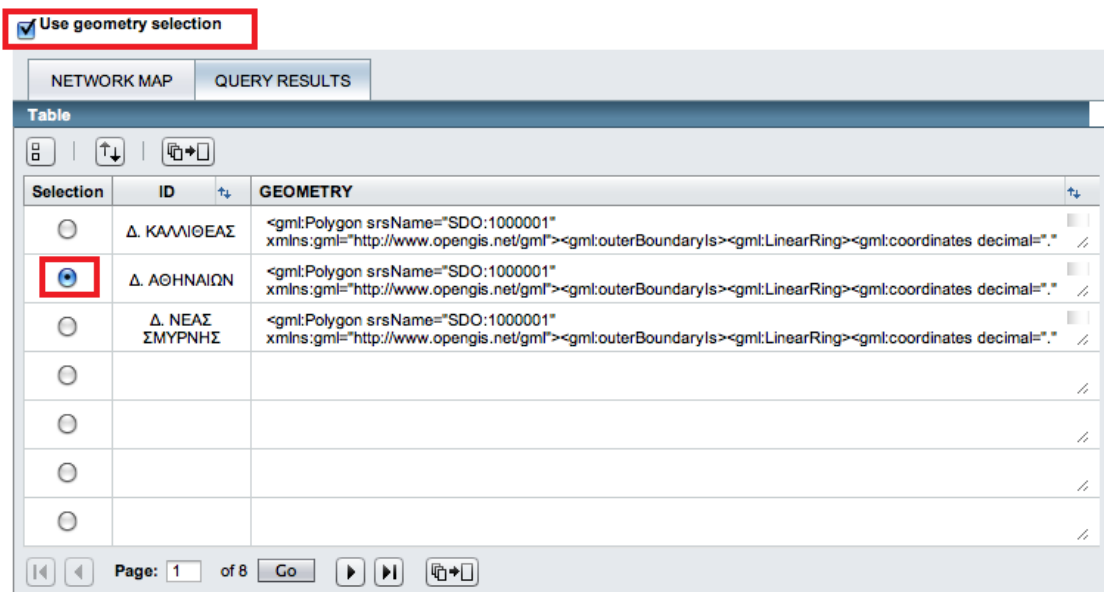 Use geometry selection
NETWORK MAP QUERY RESULTS
Table
Selection ID GEOMETRY
Δ. ΚΑΛΛΙΘΕΑΣ <gml:Polygon srsName="SDO:1000001"
xmlns:gml="http://www.opengis.net/gml"><gml:outerBoundaryIs><gml:LinearRing><gml:coordinates decimal="."
Δ. ΑΘΗΝΑΙΩΝ <gml:Polygon srsName="SDO:1000001"
xmlns:gml="http://www.opengis.net/gml"><gml:outerBoundaryIs><gml:LinearRing><gml:coordinates decimal="."
Δ. ΝΕΑΣ <gml:Polygon srsName="SDO:1000001"
ΣΜΥΡΝΗΣ xmlns:gml="http://www.opengis.net/gml"><gml:outerBoundaryIs><gml:LinearRing><gml:coordinates decimal="."
Page: 1 of 8 Go